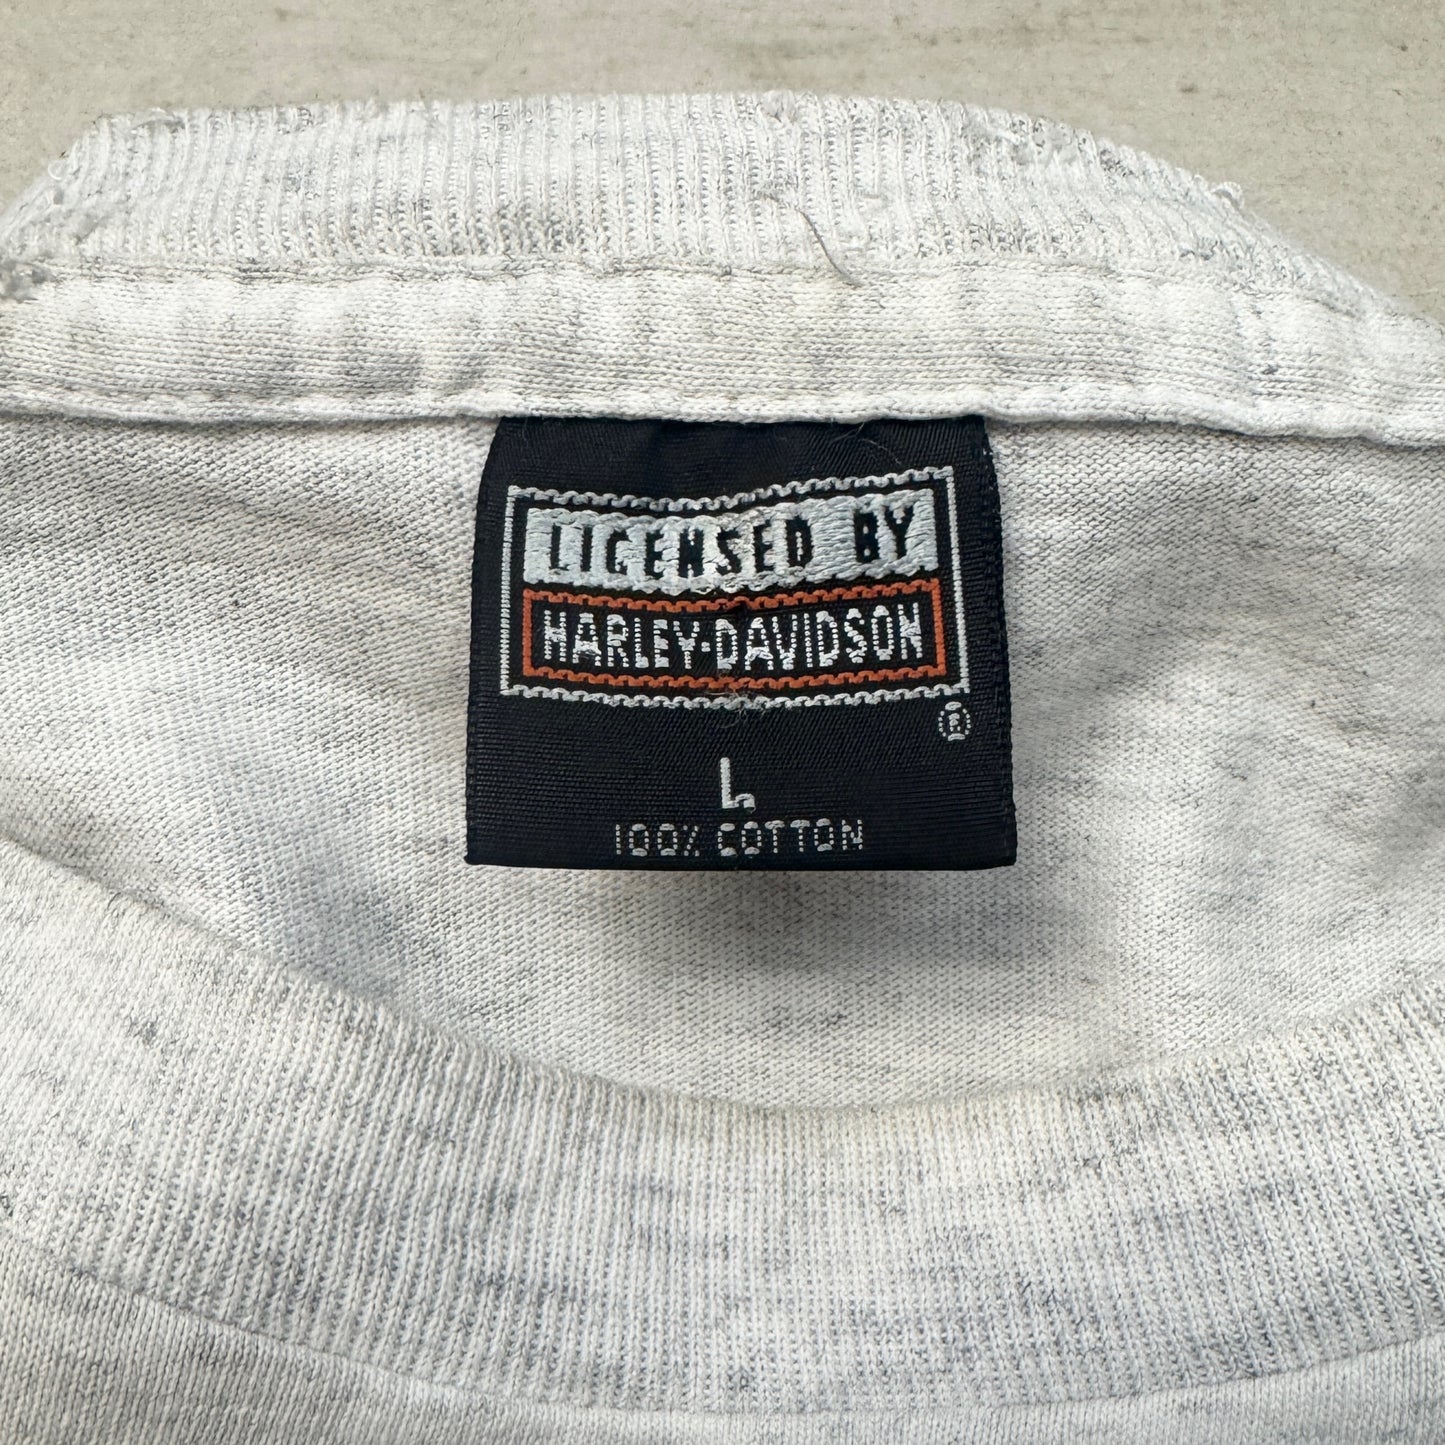 LICENSED BY
HARLEY-DAVIDSON
®
L
100% COTTON